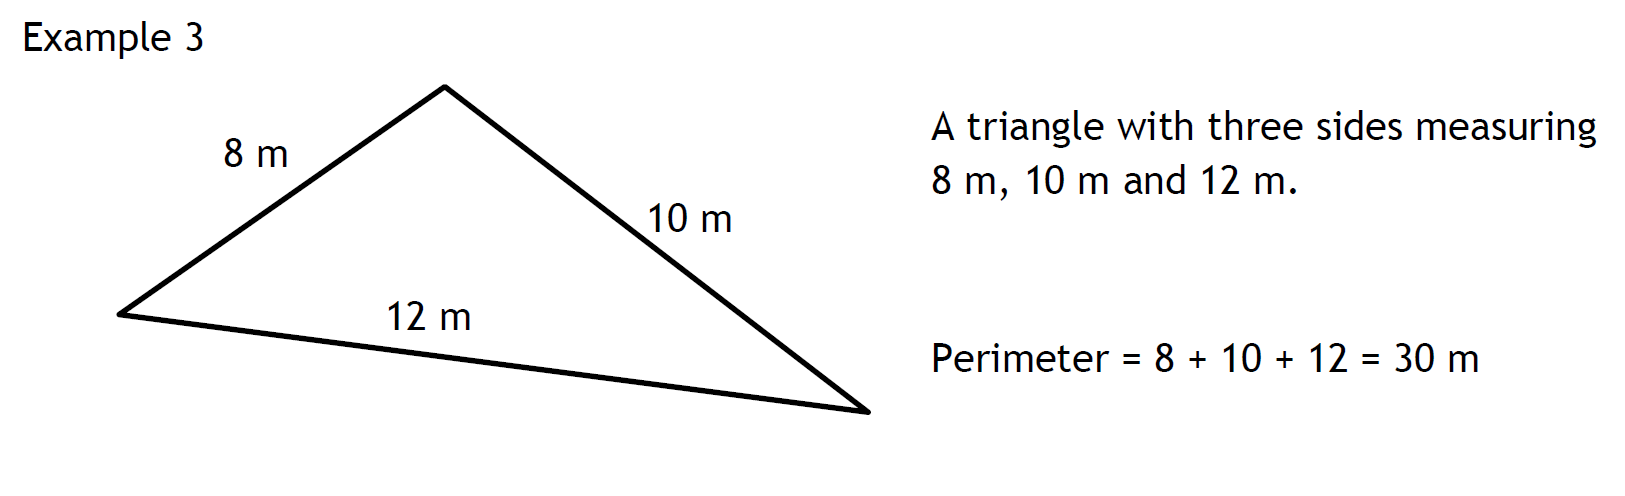 Example 3
8 m
10 m
12 m
A triangle with three sides measuring
8 m, 10 m and 12 m.
Perimeter = 8 + 10 + 12 = 30 m